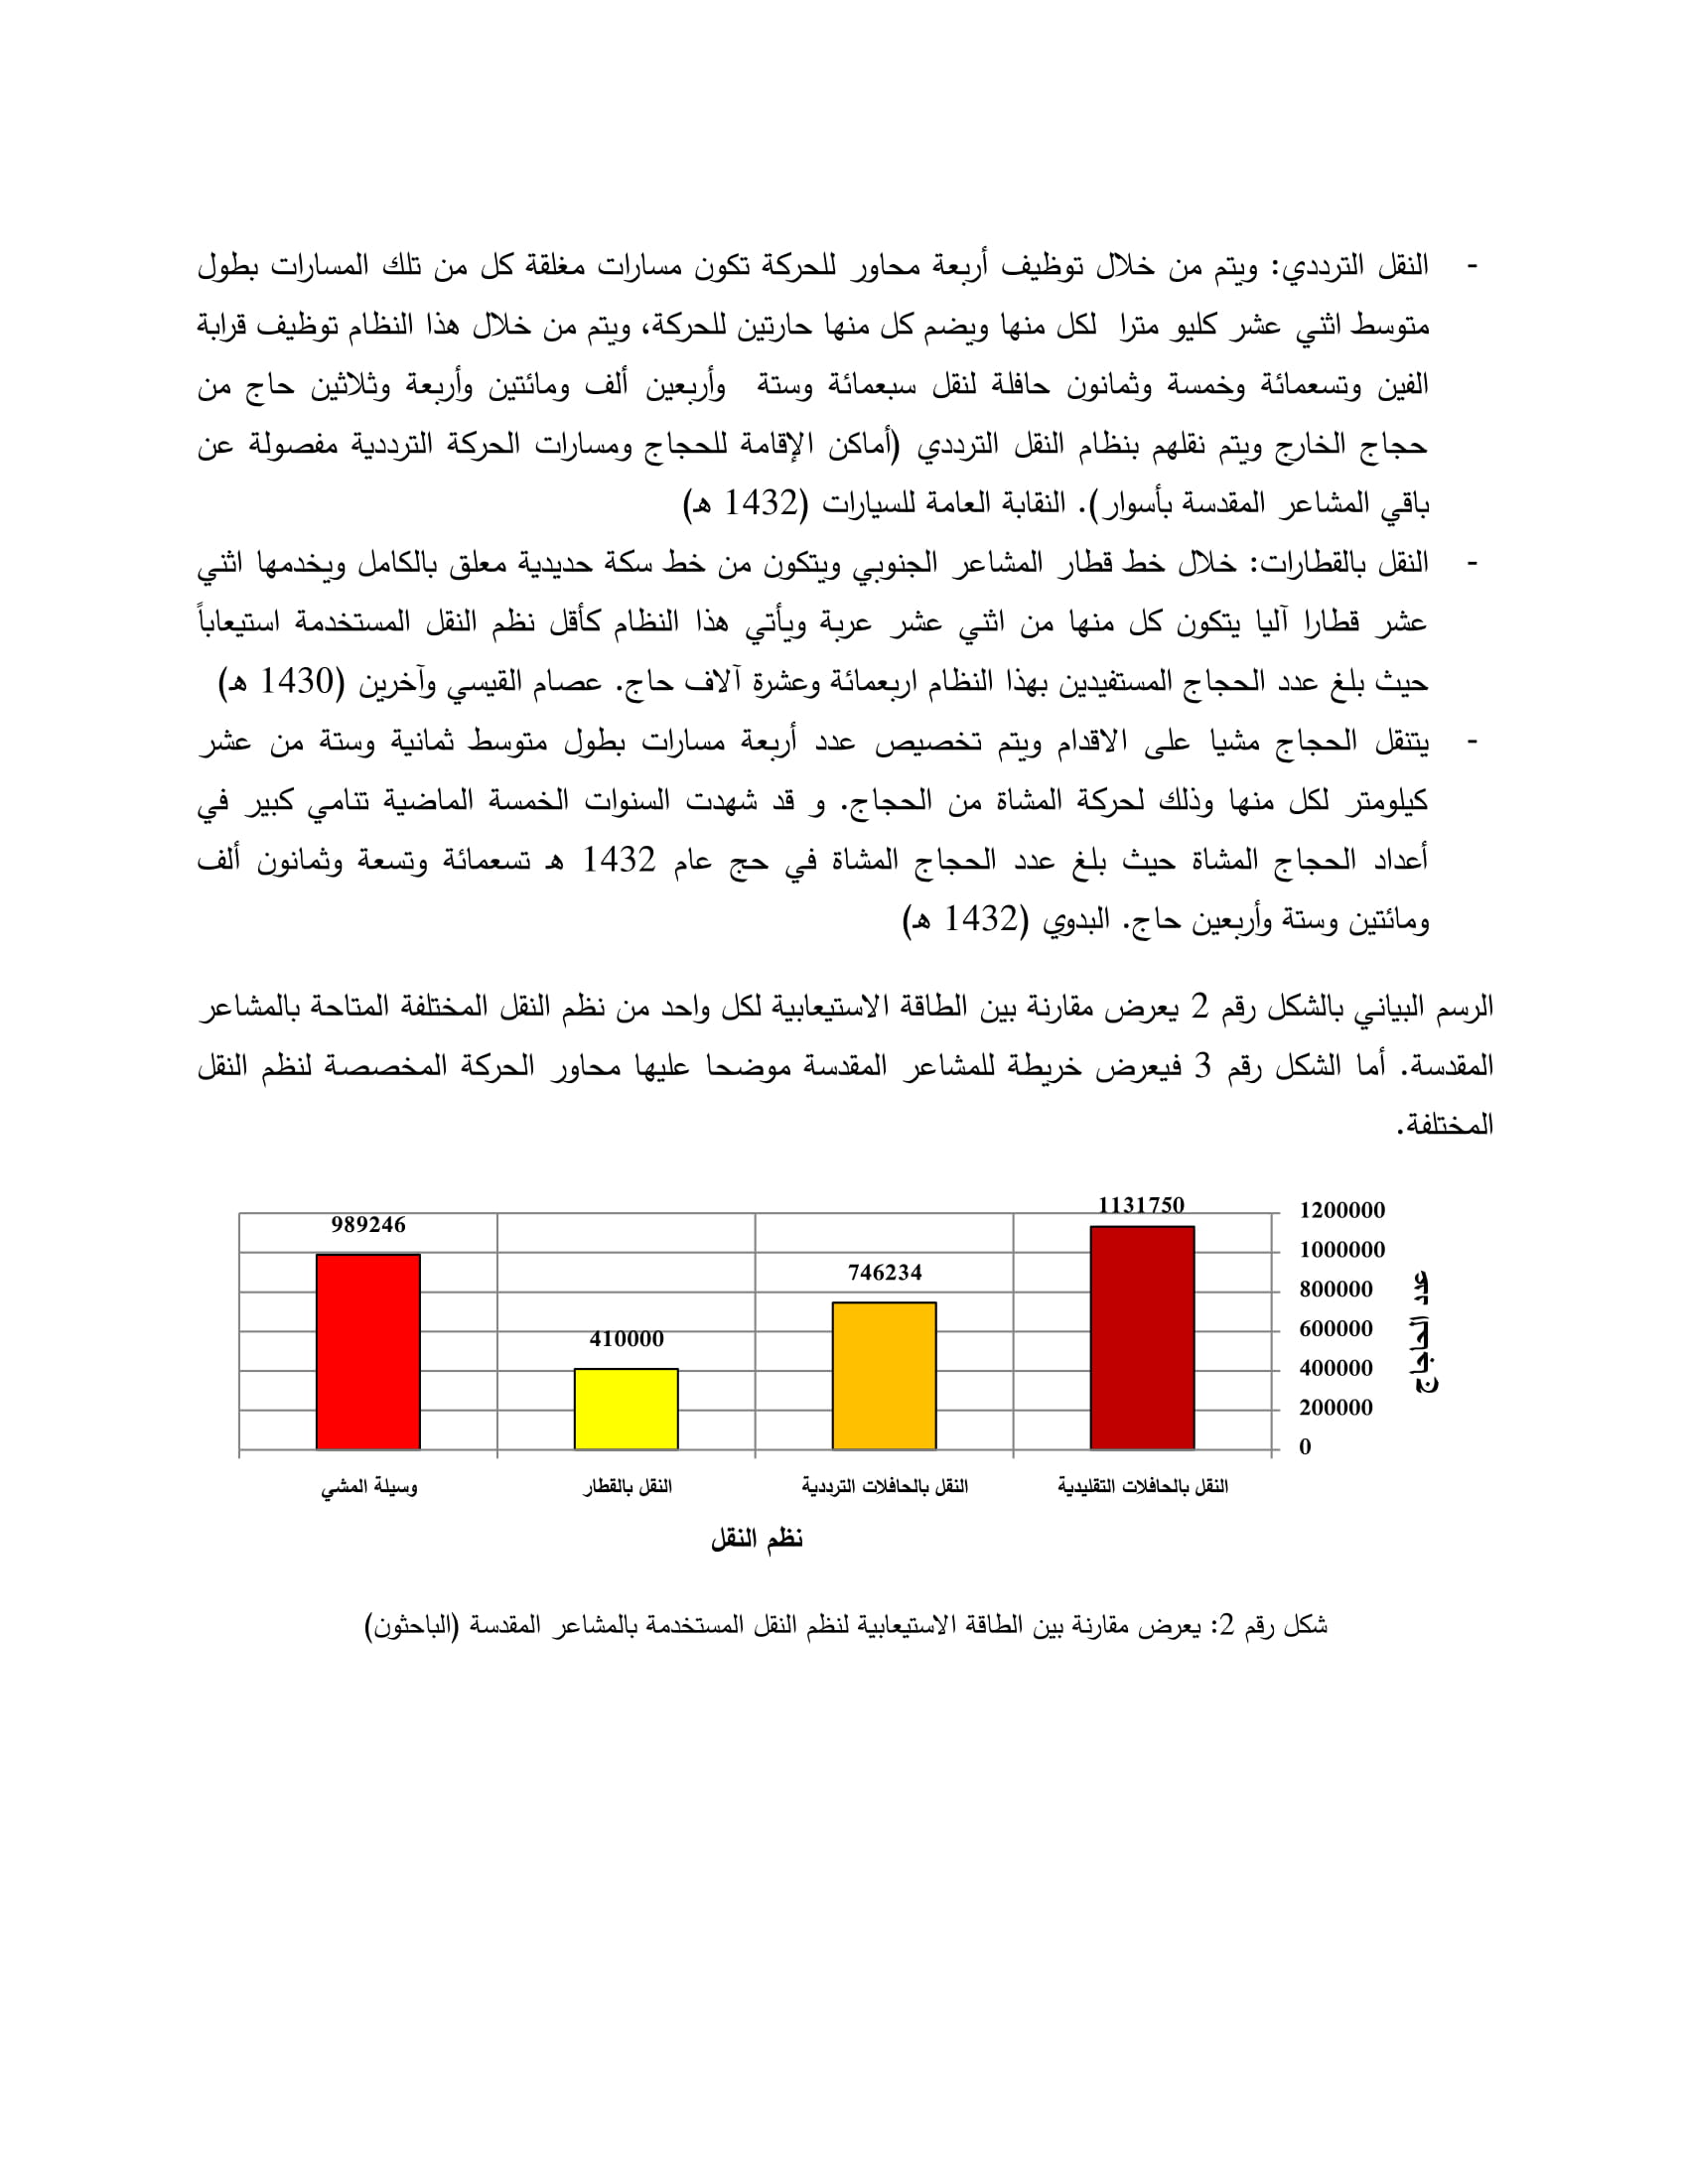 - النقل الترددي: ويتم من خلال توظيف أربعة محاور للحركة تكون مسارات مغلقة كل من تلك المسارات بطول
متوسط اثني عشر كليو مترا لكل منها ويضم كل منها حارتين للحركة، ويتم من خلال هذا النظام توظيف قرابة
الفين وتسعمائة وخمسة وثمانون حافلة لنقل سبعمائة وستة وأربعين ألف ومائتين وأربعة وثلاثين حاج من
حجاج الخارج ويتم نقلهم بنظام النقل الترددي (أماكن الإقامة للحجاج ومسارات الحركة الترددية مفصولة عن
باقي المشاعر المقدسة بأسوار). النقابة العامة للسيارات (1432 هـ)
- النقل بالقطارات: خلال خط قطار المشاعر الجنوبي ويتكون من خط سكة حديدية معلق بالكامل ويخدمها اثني
عشر قطارا آليا يتكون كل منها من اثني عشر عربة ويأتي هذا النظام كأقل نظم النقل المستخدمة استيعاباً
حيث بلغ عدد الحجاج المستفيدين بهذا النظام اربعمائة وعشرة آلاف حاج. عصام القيسي وآخرين (1430 هـ)
- يتنقل الحجاج مشيا على الاقدام ويتم تخصيص عدد أربعة مسارات بطول متوسط ثمانية وستة من عشر
كيلومتر لكل منها وذلك لحركة المشاة من الحجاج. و قد شهدت السنوات الخمسة الماضية تنامي كبير في
أعداد الحجاج المشاة حيث بلغ عدد الحجاج المشاة في حج عام 1432 هـ تسعمائة وتسعة وثمانون ألف
ومائتين وستة وأربعين حاج. البدوي (1432 هـ)
الرسم البياني بالشكل رقم 2 يعرض مقارنة بين الطاقة الاستيعابية لكل واحد من نظم النقل المختلفة المتاحة بالمشاعر
المقدسة. أما الشكل رقم 3 فيعرض خريطة للمشاعر المقدسة موضحا عليها محاور الحركة المخصصة لنظم النقل
المختلفة.
عدد الحاجاج
1200000
1000000
800000
600000
400000
200000
0
1131750
746234
410000
989246
النقل بالحافلات التقليدية
النقل بالحافلات الترددية
النقل بالقطار
وسيلة المشي
نظم النقل
شكل رقم 2: يعرض مقارنة بين الطاقة الاستيعابية لنظم النقل المستخدمة بالمشاعر المقدسة (الباحثون)